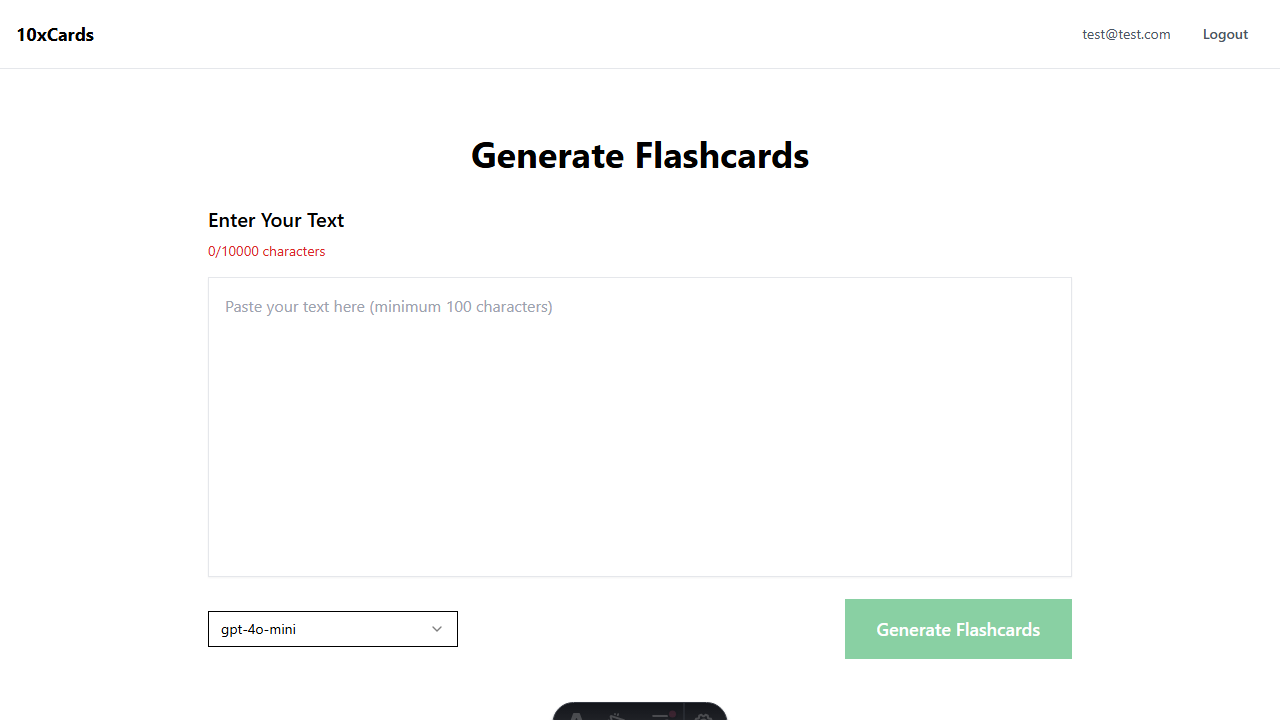 10xCards
test@test.com
Logout
Generate Flashcards
Enter Your Text
0/10000 characters
Paste your text here (minimum 100 characters)
gpt-4o-mini
Generate Flashcards